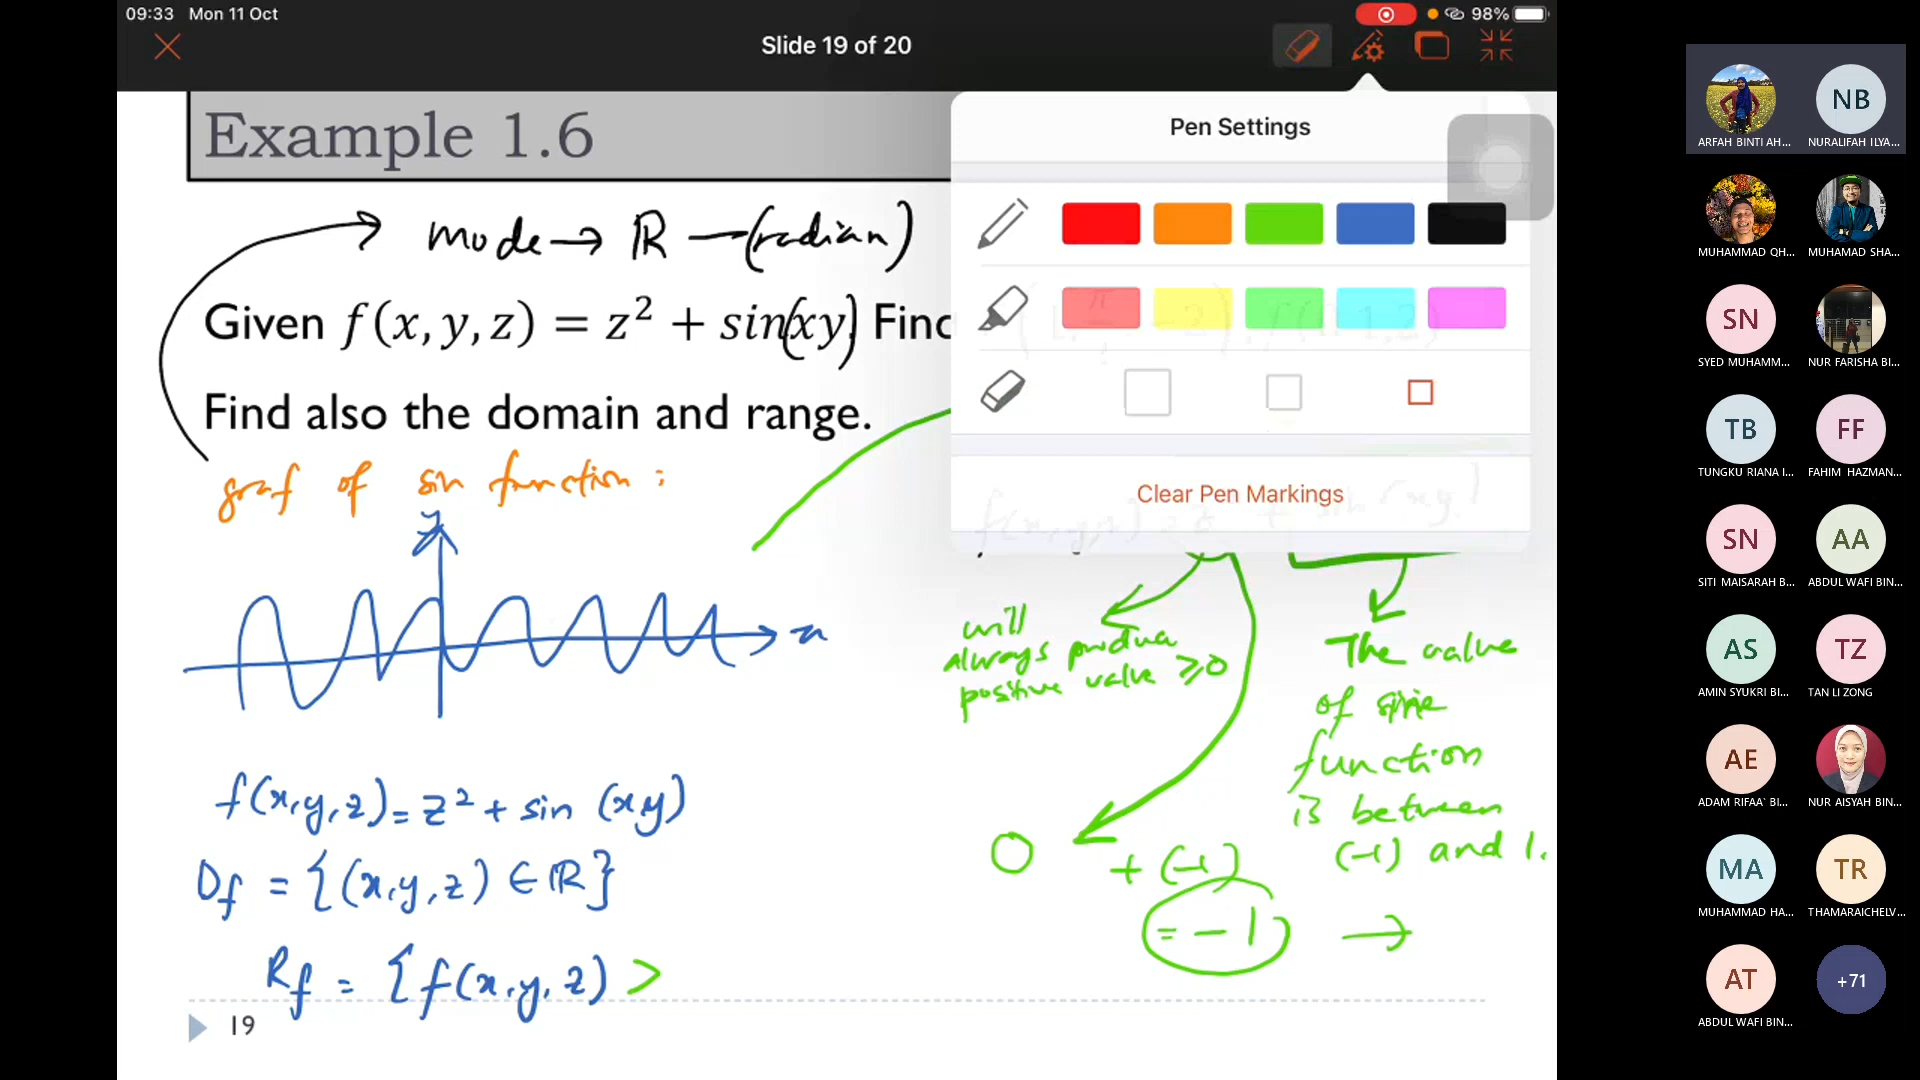 09:33 Mon 11 Oct
98%
Slide 19 of 20
Example 1.6
mode → R —(radian)
Given f(x, y, z) = z² + sin(xy). Find
Find also the domain and range.
graf of sin function :
y
x
f(x,y,z) = z² + sin (xy)
Df = {(x,y,z) ∈ R}
Rf = {f(x,y,z) >
19
Pen Settings
Clear Pen Markings
f(x,y,z) = z² + sin (xy)
will
always produce
positive value ≥0
The value
of sine
function
is between
(-1) and 1.
0 + (-1)
= -1 →
ARFAH BINTI AH...
NB
NURALIFAH ILYA...
MUHAMMAD QH...
MUHAMAD SHA...
SN
SYED MUHAMM...
NUR FARISHA BI...
TB
TUNGKU RIANA I...
FF
FAHIM HAZMAN...
SN
SITI MAISARAH B...
AA
ABDUL WAFI BIN...
AS
AMIN SYUKRI BI...
TZ
TAN LI ZONG
AE
ADAM RIFAA` BI...
NUR AISYAH BIN...
MA
MUHAMMAD HA...
TR
THAMARAICHELV...
AT
ABDUL WAFI BIN...
+71